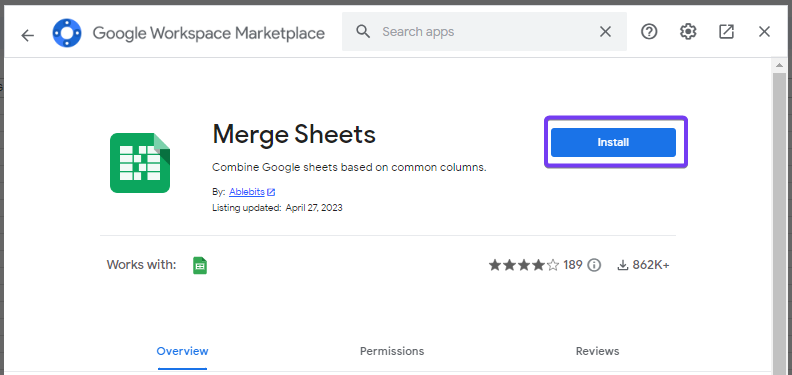 Google Workspace Marketplace
Search apps
Merge Sheets
Install
Combine Google sheets based on common columns.
By: Ablebits
Listing updated: April 27, 2023
Works with:
189
862K+
Overview Permissions Reviews